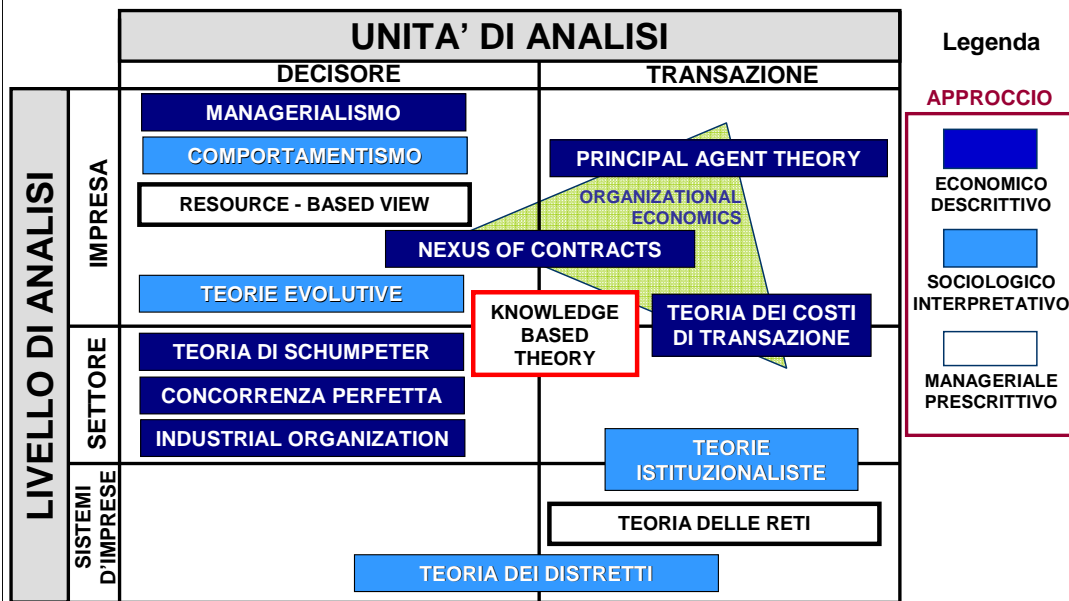 UNITA' DI ANALISI
DECISORE
TRANSAZIONE
LIVELLO DI ANALISI
IMPRESA
MANAGERIALISMO
COMPORTAMENTISMO
RESOURCE - BASED VIEW
PRINCIPAL AGENT THEORY
ORGANIZATIONAL
ECONOMICS
NEXUS OF CONTRACTS
TEORIE EVOLUTIVE
KNOWLEDGE
BASED
THEORY
TEORIA DEI COSTI
DI TRANSAZIONE
SETTORE
TEORIA DI SCHUMPETER
CONCORRENZA PERFETTA
INDUSTRIAL ORGANIZATION
TEORIE
ISTITUZIONALISTE
SISTEMI
D'IMPRESE
TEORIA DELLE RETI
TEORIA DEI DISTRETTI
Legenda
APPROCCIO
ECONOMICO
DESCRITTIVO
SOCIOLOGICO
INTERPRETATIVO
MANAGERIALE
PRESCRITTIVO